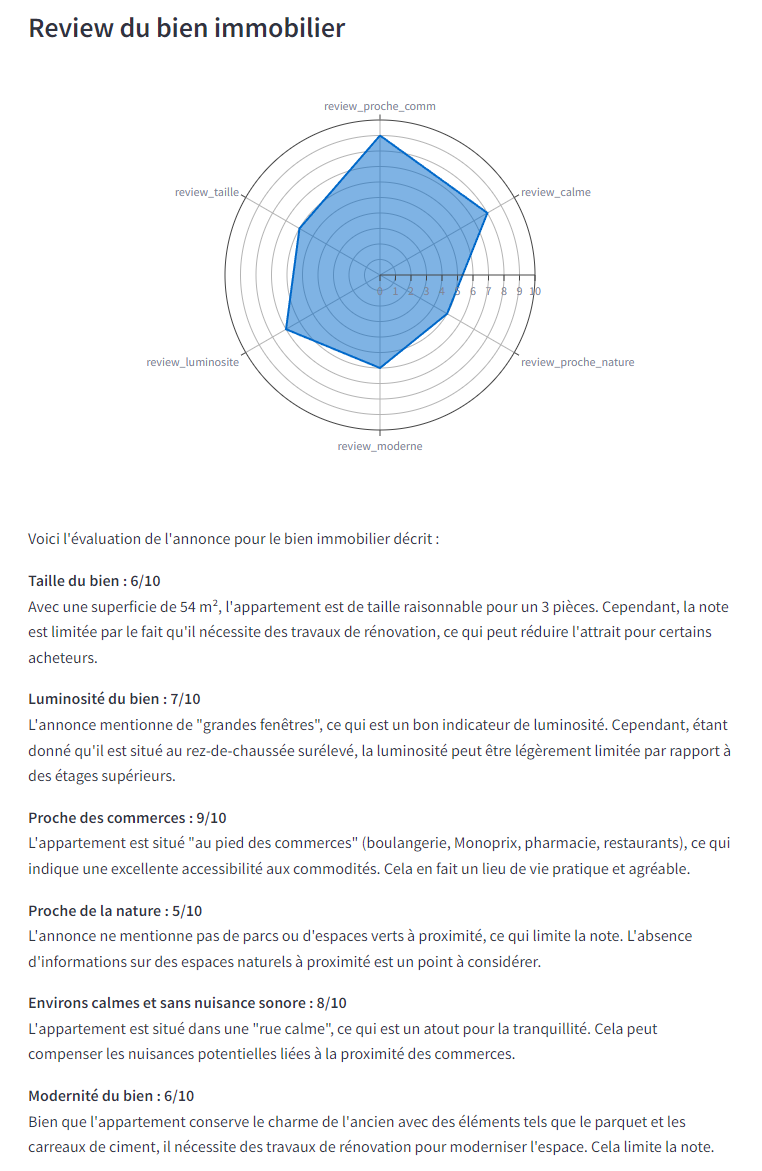 Review du bien immobilier
review_proche_comm
review_taille
review_calme
0 1 2 3 4 5 6 7 8 9 10
review_luminosite
review_proche_nature
review_moderne
Voici l'évaluation de l'annonce pour le bien immobilier décrit :
Taille du bien : 6/10
Avec une superficie de 54 m², l'appartement est de taille raisonnable pour un 3 pièces. Cependant, la note
est limitée par le fait qu'il nécessite des travaux de rénovation, ce qui peut réduire l'attrait pour certains
acheteurs.
Luminosité du bien : 7/10
L'annonce mentionne de "grandes fenêtres", ce qui est un bon indicateur de luminosité. Cependant, étant
donné qu'il est situé au rez-de-chaussée surélevé, la luminosité peut être légèrement limitée par rapport à
des étages supérieurs.
Proche des commerces : 9/10
L'appartement est situé "au pied des commerces" (boulangerie, Monoprix, pharmacie, restaurants), ce qui
indique une excellente accessibilité aux commodités. Cela en fait un lieu de vie pratique et agréable.
Proche de la nature : 5/10
L'annonce ne mentionne pas de parcs ou d'espaces verts à proximité, ce qui limite la note. L'absence
d'informations sur des espaces naturels à proximité est un point à considérer.
Environs calmes et sans nuisance sonore : 8/10
L'appartement est situé dans une "rue calme", ce qui est un atout pour la tranquillité. Cela peut
compenser les nuisances potentielles liées à la proximité des commerces.
Modernité du bien : 6/10
Bien que l'appartement conserve le charme de l'ancien avec des éléments tels que le parquet et les
carreaux de ciment, il nécessite des travaux de rénovation pour moderniser l'espace. Cela limite la note.